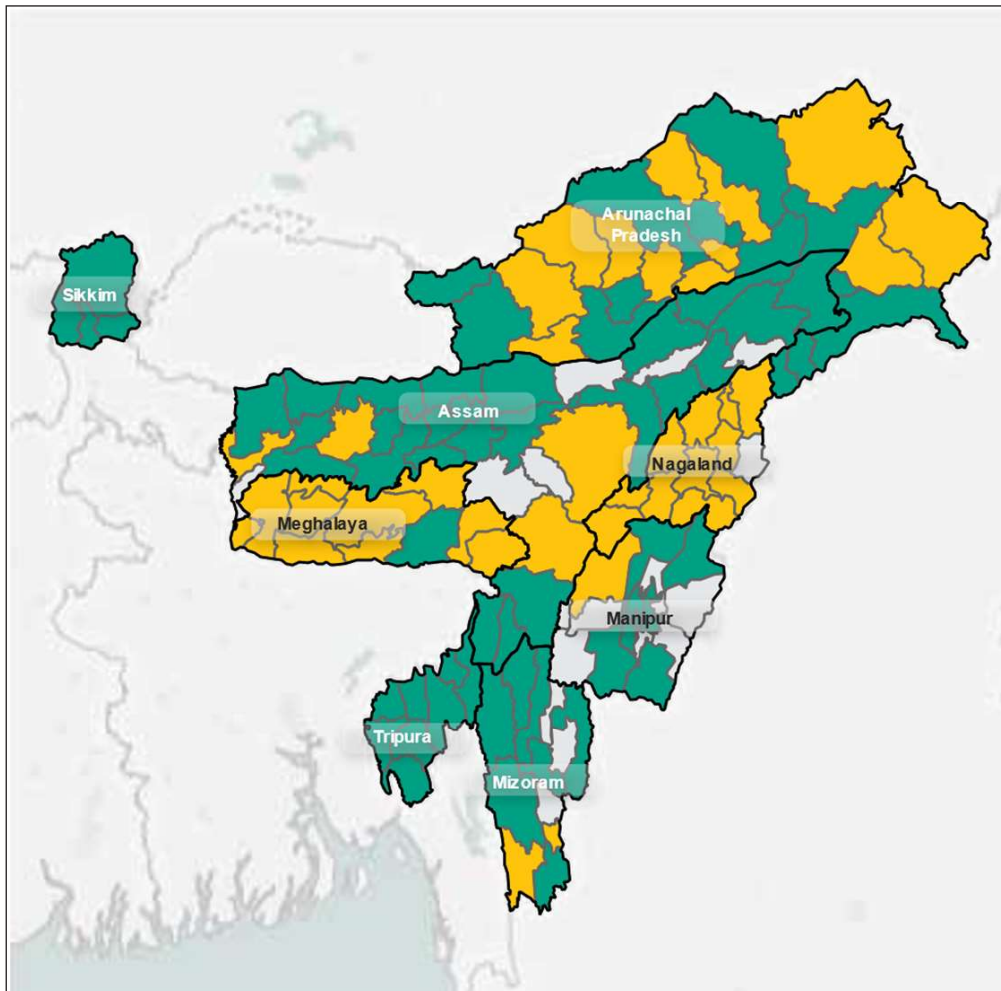 Arunachal
Pradesh
Sikkim
Assam
Nagaland
Meghalaya
Manipur
Tripura
Mizoram